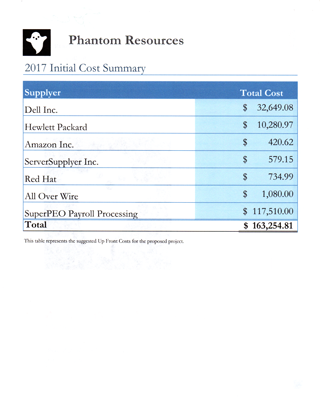 Phantom Resources
2017 Initial Cost Summary
Supplyer Total Cost
Dell Inc. $ 32,649.08
Hewlett Packard $ 10,280.97
Amazon Inc. $ 420.62
ServerSupplyer Inc. $ 579.15
Red Hat $ 734.99
All Over Wire $ 1,080.00
SuperPEO Payroll Processing $ 117,510.00
Total $ 163,254.81
This table represents the suggested Up Front Costs for the proposed project.